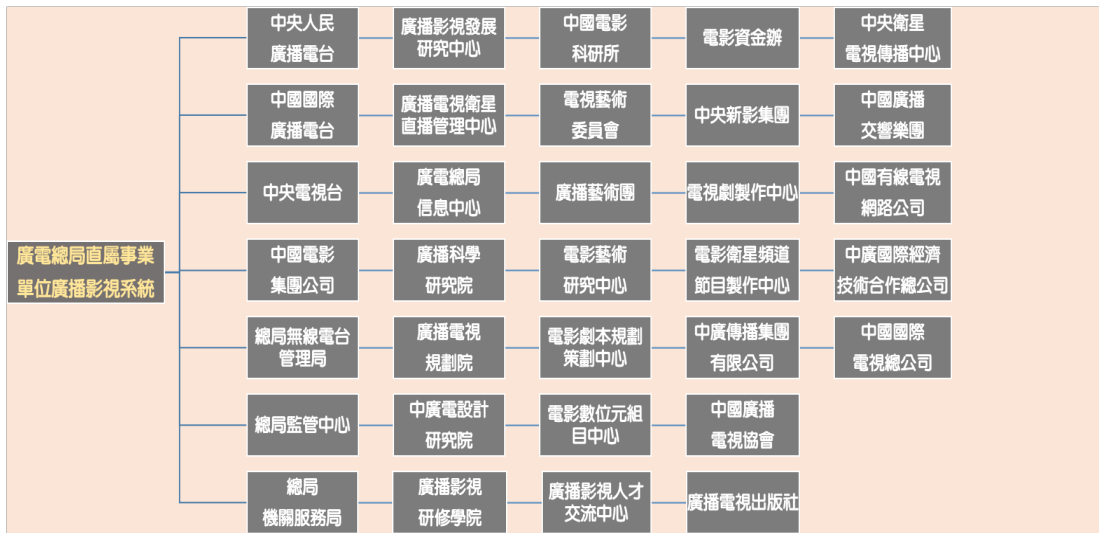 廣電總局直屬事業
單位廣播影視系統
中央人民
廣播電台
廣播影視發展
研究中心
中國電影
科研所
電影資金辦
中央衛星
電視傳播中心
中國國際
廣播電台
廣播電視衛星
直播管理中心
電視藝術
委員會
中央新影集團
中國廣播
交響樂團
中央電視台
廣電總局
信息中心
廣播藝術團
電視劇製作中心
中國有線電視
網路公司
中國電影
集團公司
廣播科學
研究院
電影藝術
研究中心
電影衛星頻道
節目製作中心
中廣國際經濟
技術合作總公司
總局無線電台
管理局
廣播電視
規劃院
電影劇本規劃
策劃中心
中廣傳播集團
有限公司
中國國際
電視總公司
總局監管中心
中廣電設計
研究院
電影數位元組
目中心
中國廣播
電視協會
總局
機關服務局
廣播影視
研修學院
廣播影視人才
交流中心
廣播電視出版社